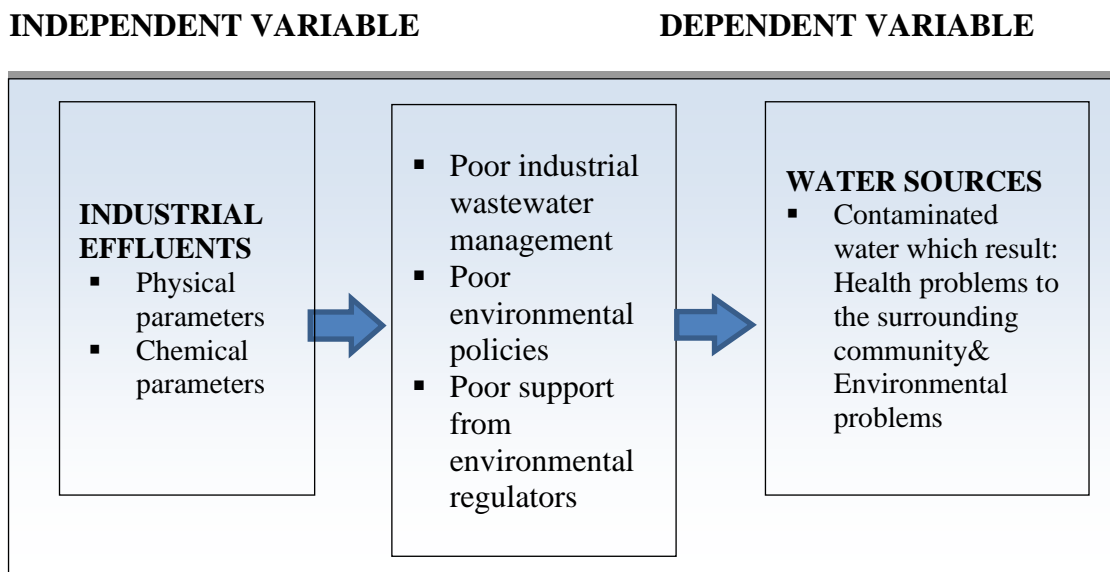 INDEPENDENT VARIABLE
DEPENDENT VARIABLE
INDUSTRIAL
EFFLUENTS
▪ Physical
parameters
▪ Chemical
parameters
▪ Poor industrial
wastewater
management
▪ Poor
environmental
policies
▪ Poor support
from
environmental
regulators
WATER SOURCES
▪ Contaminated
water which result:
Health problems to
the surrounding
community&
Environmental
problems